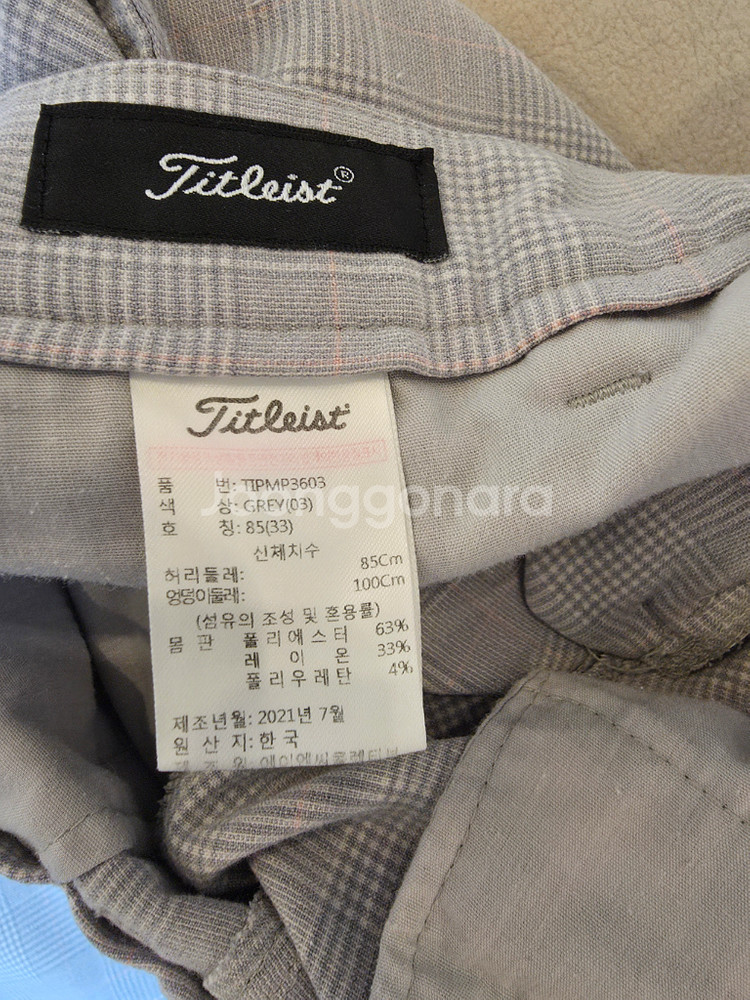 Titleist®
Titleist®
품 번: TIPMP3603
색 상: GREY(03)
호 칭: 85(33)
Joonggonara
신체치수
허리둘레: 85Cm
엉덩이둘레: 100Cm
(섬유의 조성 및 혼용률)
몸 판 폴리에스터 63%
레 이 온 33%
폴리우레탄 4%
제조년월: 2021년 7월
원 산 지: 한 국